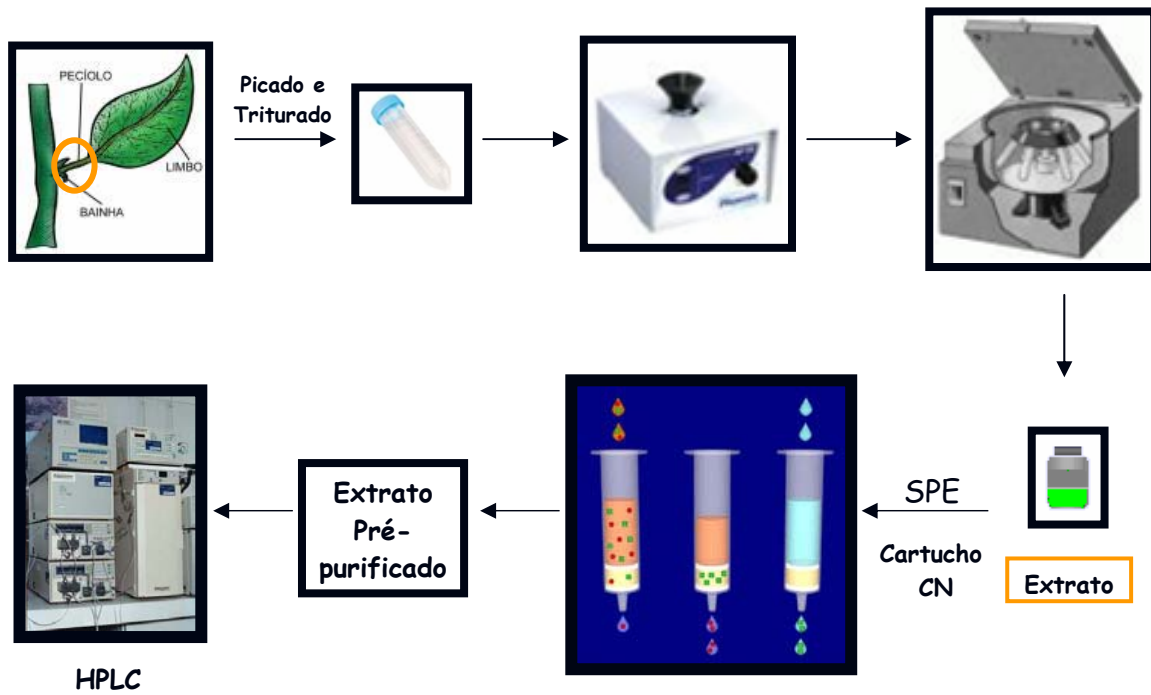 PECÍOLO
LIMBO
BAINHA
Picado e
Triturado
SPE
Cartucho
CN
Extrato
Extrato
Pré-
purificado
HPLC